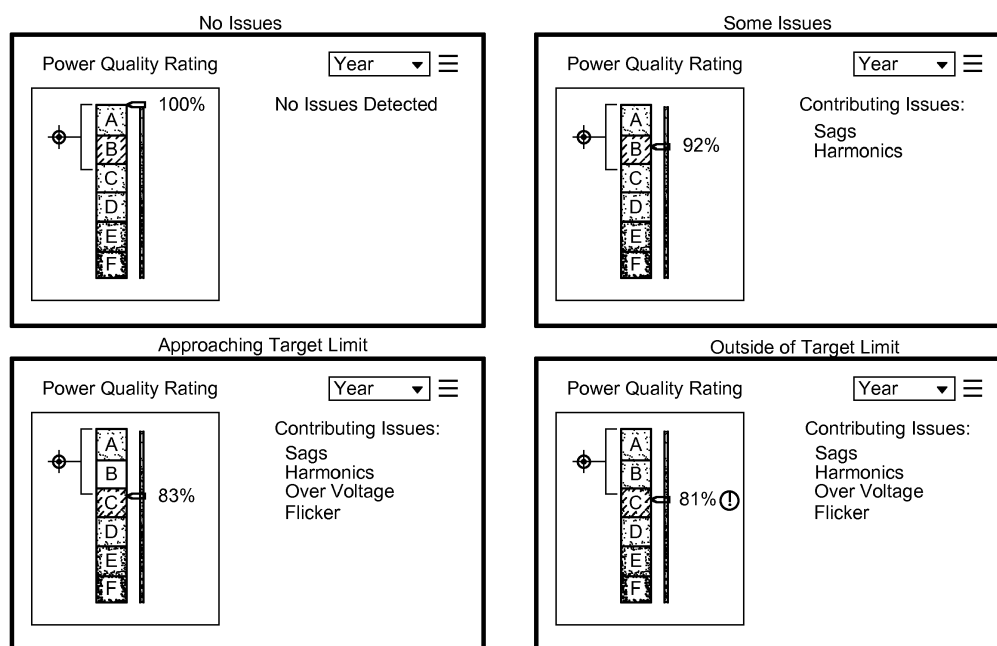 No Issues
Power Quality Rating
Year
A
B
C
D
E
F
100%
No Issues Detected
Some Issues
Power Quality Rating
Year
A
B
C
D
E
F
92%
Contributing Issues:
Sags
Harmonics
Approaching Target Limit
Power Quality Rating
Year
A
B
C
D
E
F
83%
Contributing Issues:
Sags
Harmonics
Over Voltage
Flicker
Outside of Target Limit
Power Quality Rating
Year
A
B
C
D
E
F
81%
Contributing Issues:
Sags
Harmonics
Over Voltage
Flicker